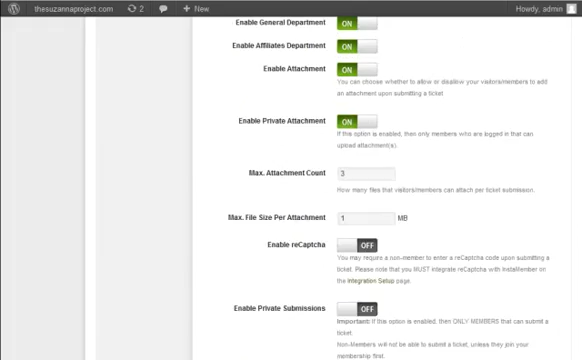 thesuzannaproject.com 2 + New Howdy, admin
Enable General Department ON
Enable Affiliates Department ON
Enable Attachment ON
You can choose whether to allow or disallow your visitors/members to add
an attachment upon submitting a ticket
Enable Private Attachment ON
If this option is enabled, then only members who are logged in that can
upload attachment(s).
Max. Attachment Count 3
How many files that visitors/members can attach per ticket submission.
Max. File Size Per Attachment 1 MB
Enable reCaptcha OFF
You may require a non-member to enter a reCaptcha code upon submitting a
ticket. Please note that you MUST integrate reCaptcha with InstaMember on
the Integration Setup page.
Enable Private Submissions OFF
Important: If this option is enabled, then ONLY MEMBERS that can submit a
ticket.
Non-Members will not be able to submit a ticket, unless they join your
membership first.